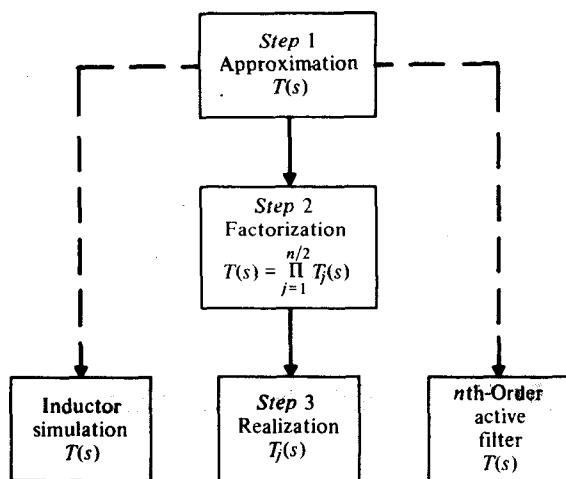 Step 1
Approximation
T(s)
Step 2
Factorization
T(s) = ∏_{j=1}^{n/2} T_j(s)
Inductor
simulation
T(s)
Step 3
Realization
T_j(s)
nth-Order
active
filter
T(s)